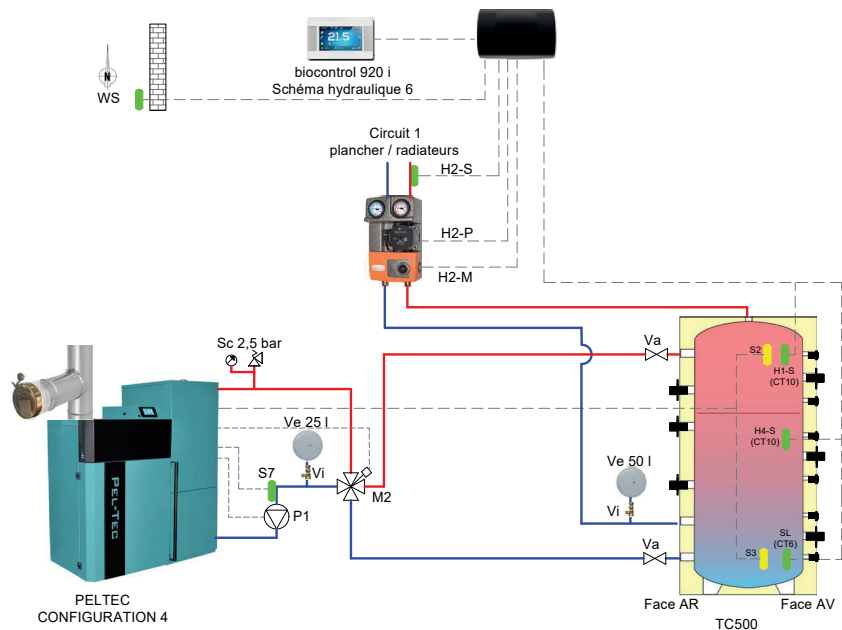 21.5
biocontrol 920 i
Schéma hydraulique 6
N
WS
Circuit 1
plancher / radiateurs
H2-S
H2-P
H2-M
Sc 2,5 bar
Va
S2
H1-S
(CT10)
Ve 25 l
H4-S
(CT10)
S7
Vi
M2
Ve 50 l
PEL-TEC
P1
Vi
SL
(CT6)
S3
Va
PELTEC
CONFIGURATION 4
Face AR
Face AV
TC500